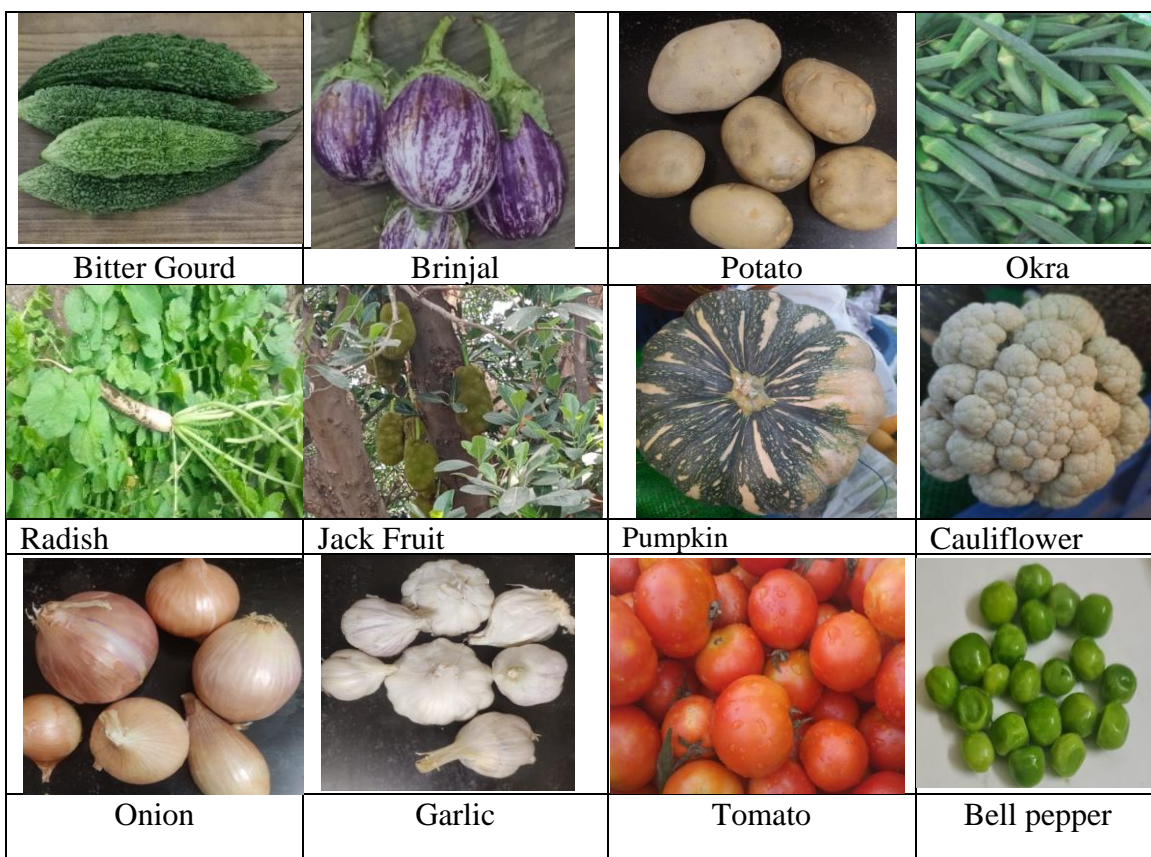 Bitter Gourd
Brinjal
Potato
Okra
Radish
Jack Fruit
Pumpkin
Cauliflower
Onion
Garlic
Tomato
Bell pepper